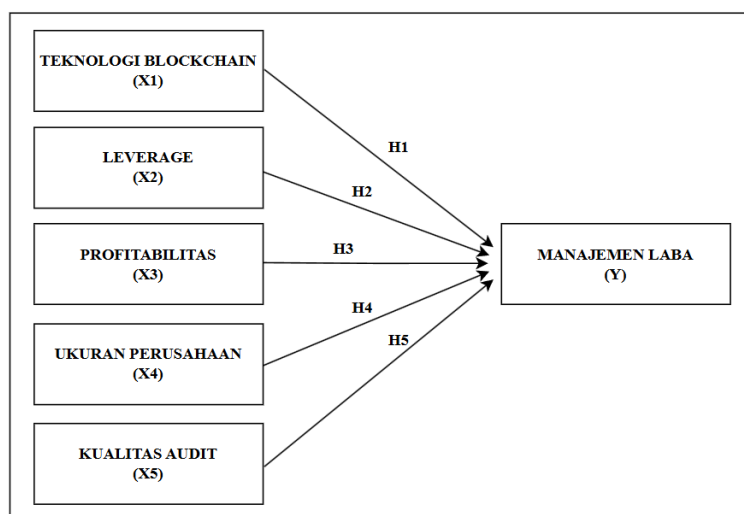 TEKNOLOGI BLOCKCHAIN
(X1)
H1
LEVERAGE
(X2)
H2
PROFITABILITAS
(X3)
H3
MANAJEMEN LABA
(Y)
H4
UKURAN PERUSAHAAN
(X4)
H5
KUALITAS AUDIT
(X5)